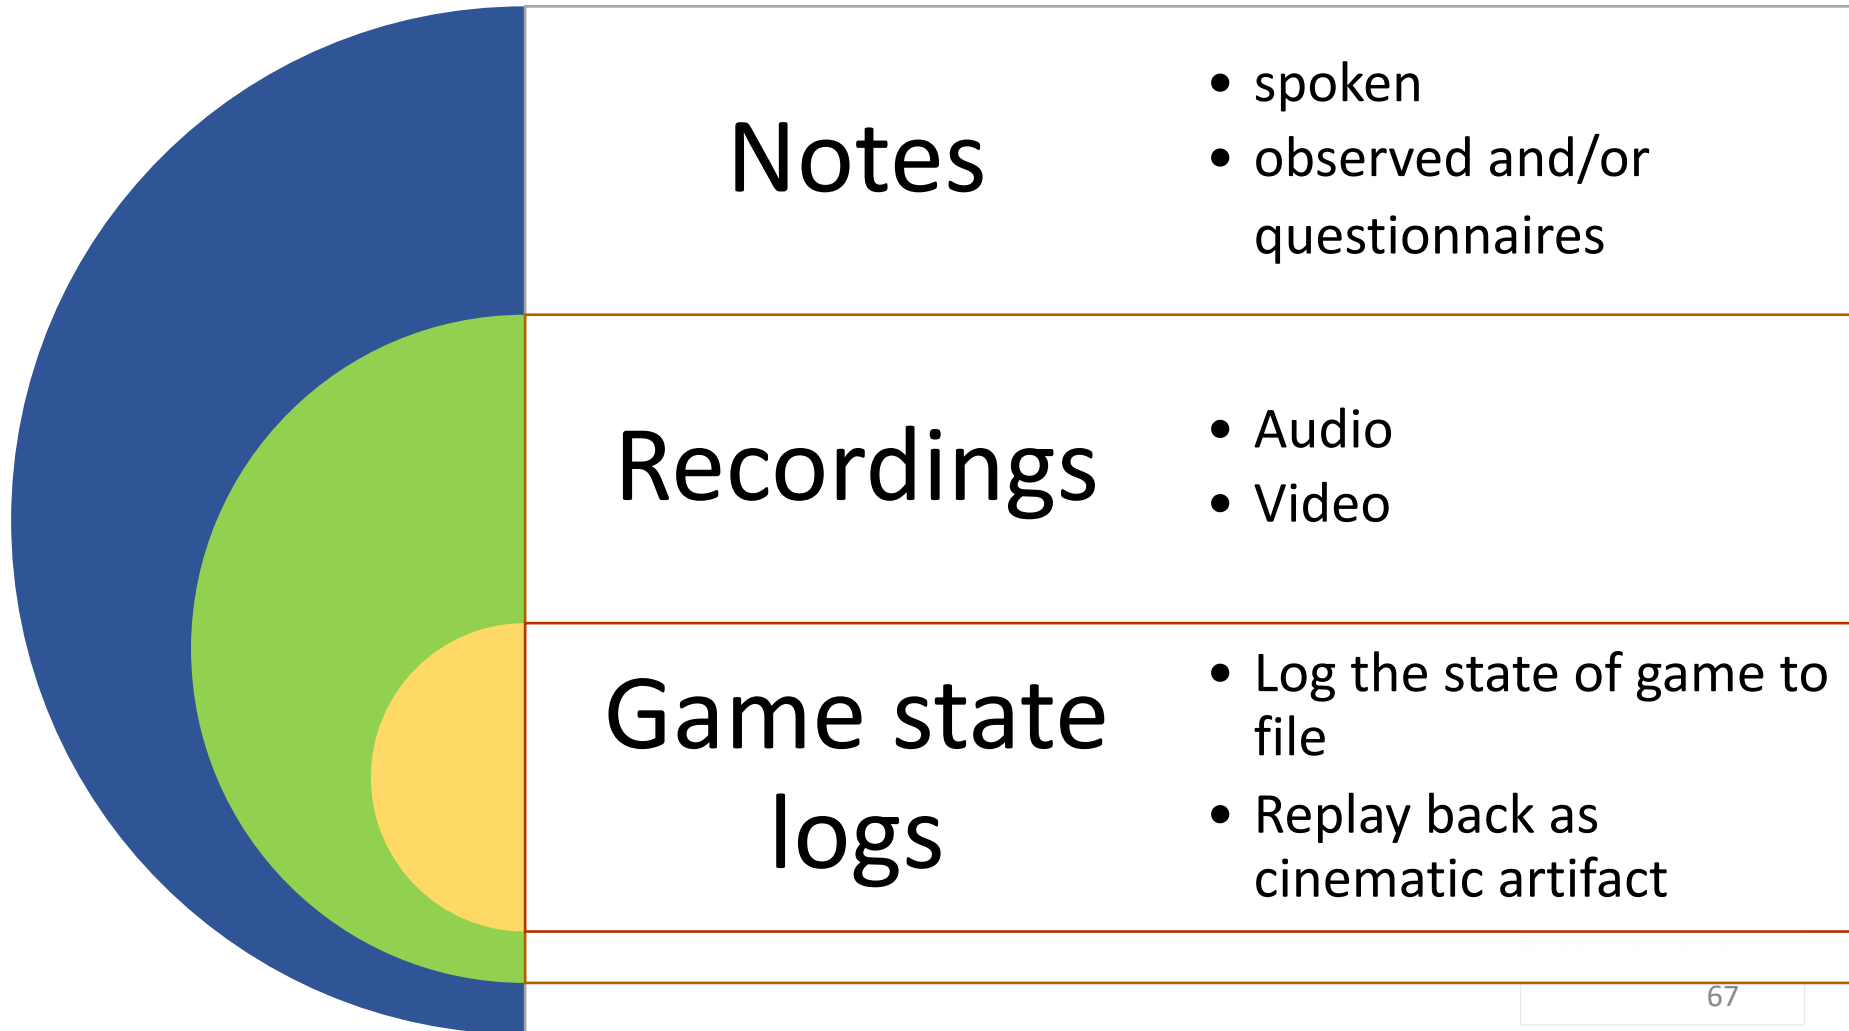 Notes
• spoken
• observed and/or
questionnaires
Recordings
• Audio
• Video
Game state
logs
• Log the state of game to
file
• Replay back as
cinematic artifact
67